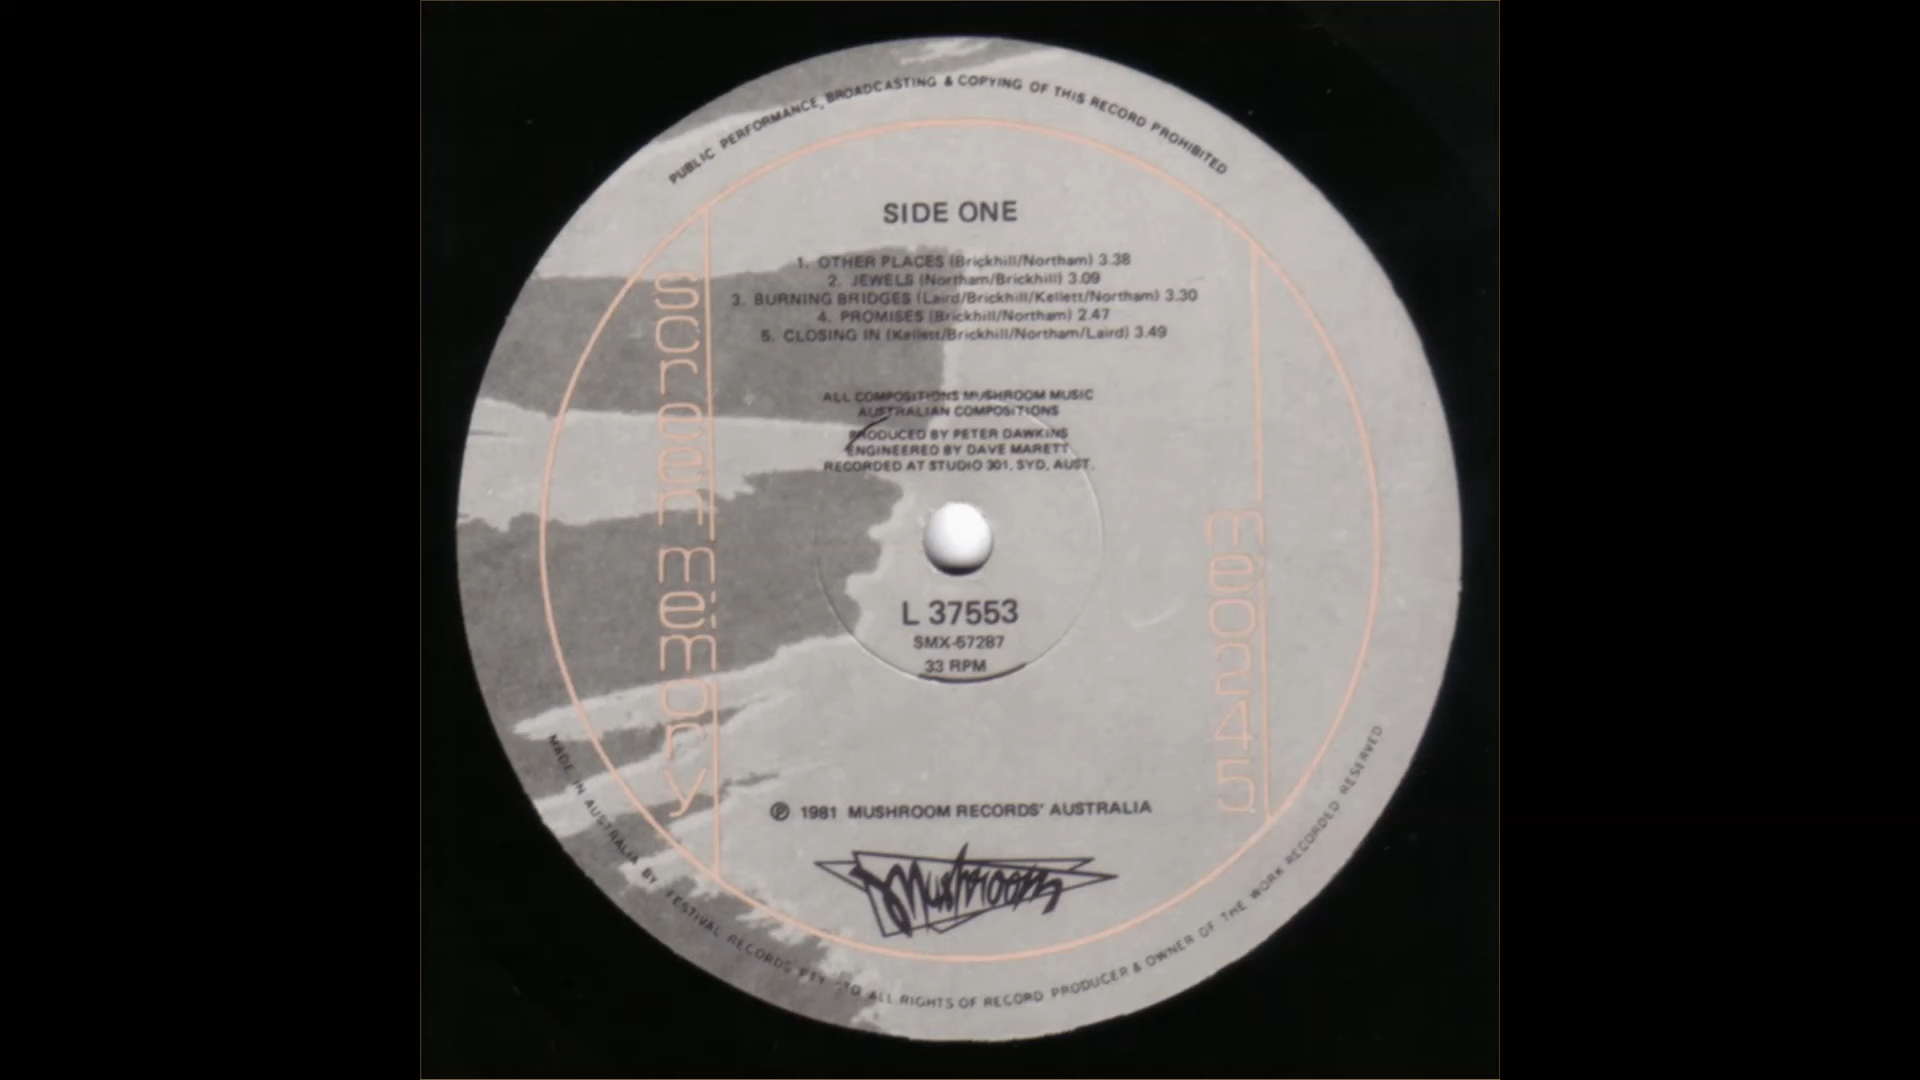 PUBLIC PERFORMANCE, BROADCASTING & COPYING OF THIS RECORD PROHIBITED
SIDE ONE
1. OTHER PLACES (Brickhill/Northam) 3.38
2. JEWELS (Northam/Brickhill) 3.09
3. BURNING BRIDGES (Laird/Brickhill/Kellett/Northam) 3.30
4. PROMISES (Brickhill/Northam) 2.47
5. CLOSING IN (Kellett/Brickhill/Northam/Laird) 3.49
screen memory
ALL COMPOSITIONS MUSHROOM MUSIC
AUSTRALIAN COMPOSITIONS
PRODUCED BY PETER DAWKINS
ENGINEERED BY DAVE MARETT
RECORDED AT STUDIO 301, SYD, AUST.
meo245
L 37553
SMX-57287
33 RPM
℗ 1981 MUSHROOM RECORDS' AUSTRALIA
Mushroom
MADE IN AUSTRALIA BY FESTIVAL RECORDS PTY LTD ALL RIGHTS OF RECORD PRODUCER & OWNER OF THE WORK RECORDED RESERVED